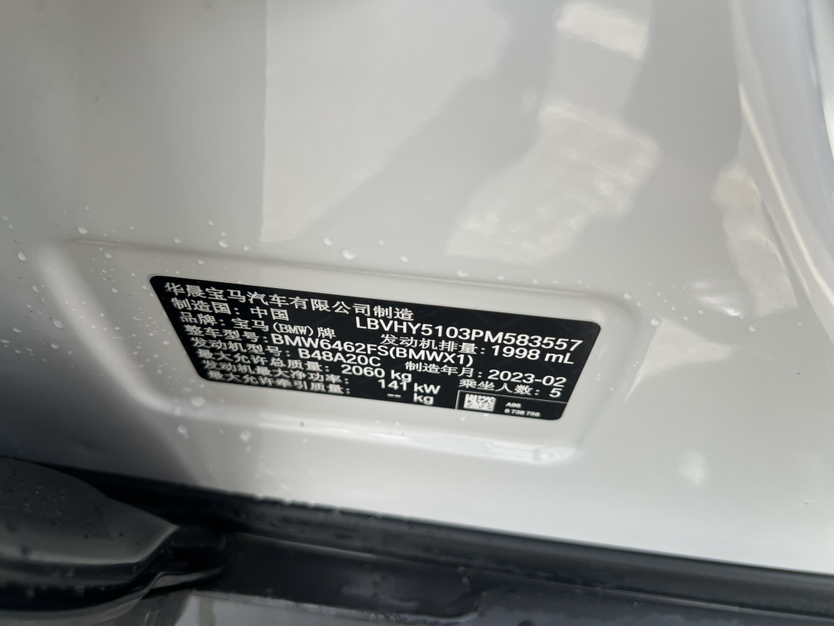 华晨宝马汽车有限公司制造
制造国: 中国 LBVHY5103PM583557
品牌: 宝马(BMW)牌 发动机排量: 1998 mL
整车型号: BMW6462FS(BMWX1)
发动机型号: B48A20C 制造年月: 2023-02
最大允许总质量: 2060 kg 乘坐人数: 5
发动机最大净功率: 141 kW
最大允许牵引质量: -- kg
A96
8 738 756